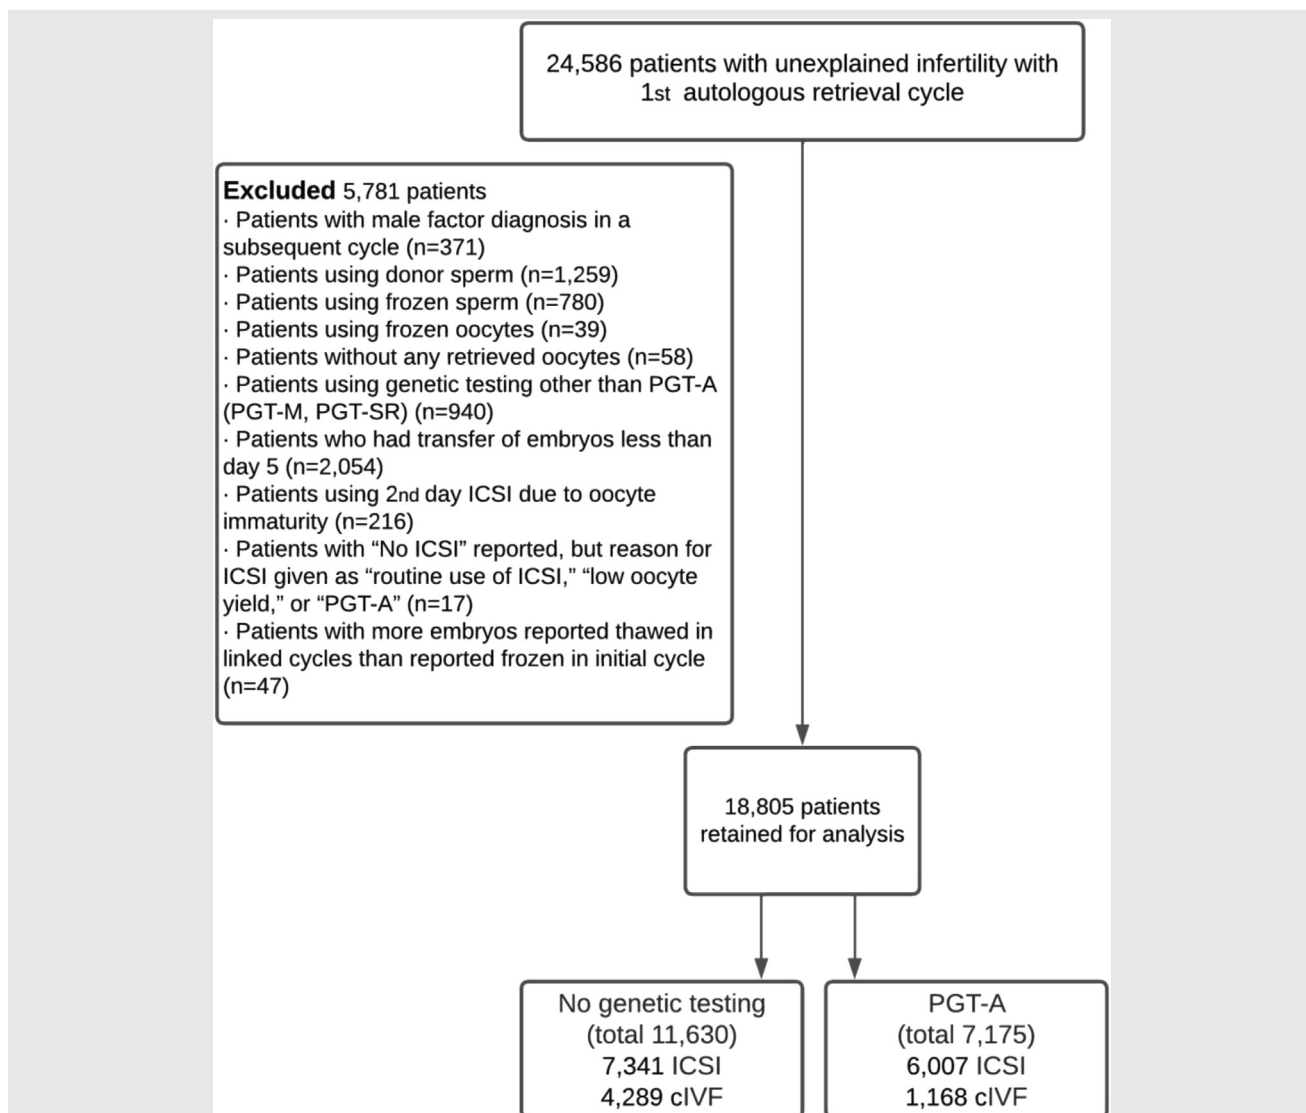 24,586 patients with unexplained infertility with
1st autologous retrieval cycle
Excluded 5,781 patients
· Patients with male factor diagnosis in a
subsequent cycle (n=371)
· Patients using donor sperm (n=1,259)
· Patients using frozen sperm (n=780)
· Patients using frozen oocytes (n=39)
· Patients without any retrieved oocytes (n=58)
· Patients using genetic testing other than PGT-A
(PGT-M, PGT-SR) (n=940)
· Patients who had transfer of embryos less than
day 5 (n=2,054)
· Patients using 2nd day ICSI due to oocyte
immaturity (n=216)
· Patients with “No ICSI” reported, but reason for
ICSI given as “routine use of ICSI,” “low oocyte
yield,” or “PGT-A” (n=17)
· Patients with more embryos reported thawed in
linked cycles than reported frozen in initial cycle
(n=47)
18,805 patients
retained for analysis
No genetic testing
(total 11,630)
7,341 ICSI
4,289 cIVF
PGT-A
(total 7,175)
6,007 ICSI
1,168 cIVF